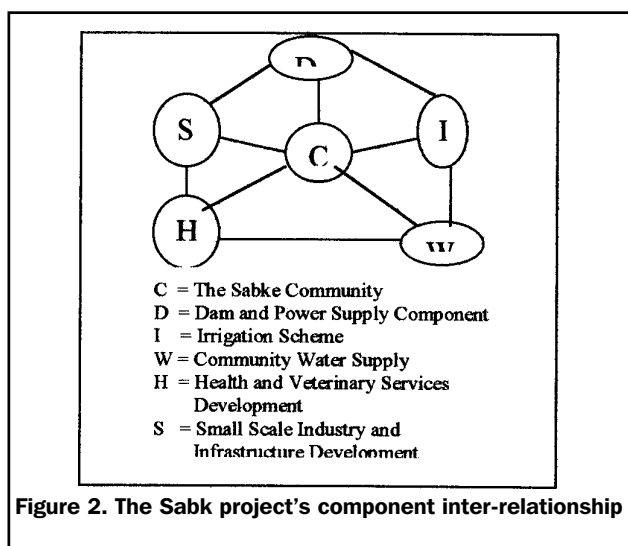 D
S
I
C
H
W
C = The Sabke Community
D = Dam and Power Supply Component
I = Irrigation Scheme
W = Community Water Supply
H = Health and Veterinary Services
Development
S = Small Scale Industry and
Infrastructure Development
Figure 2. The Sabk project's component inter-relationship